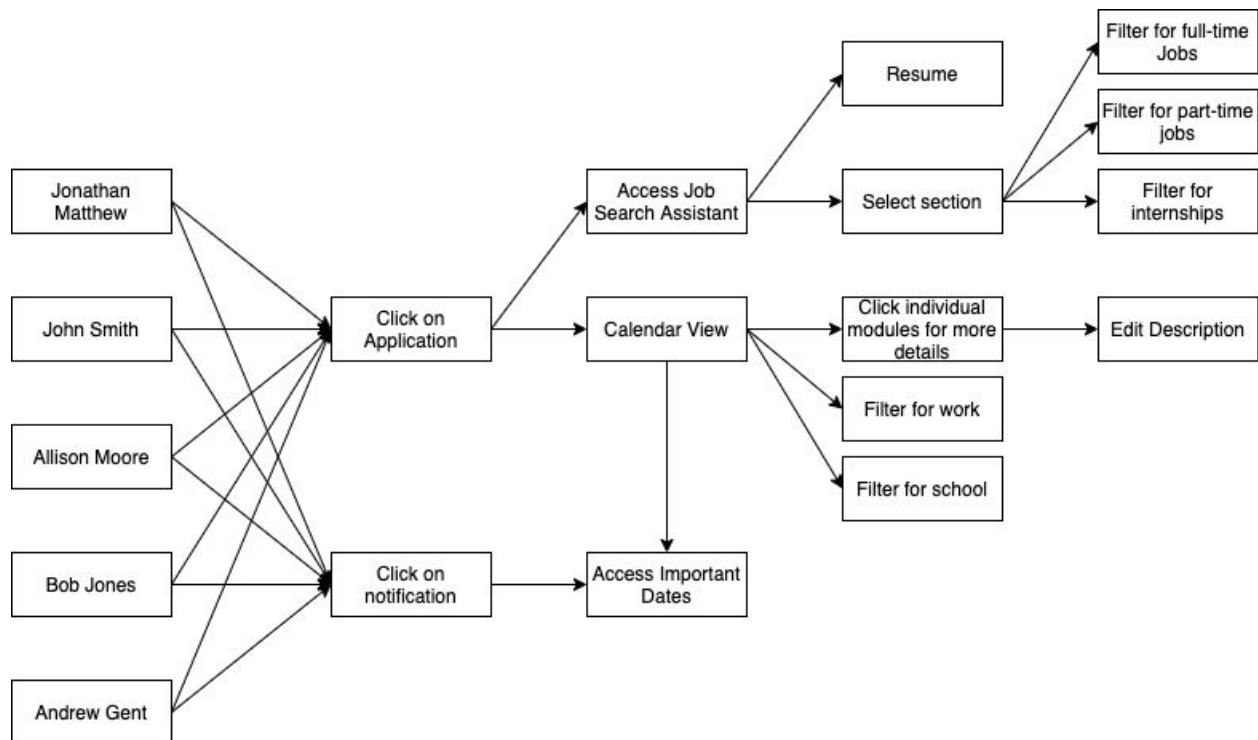 Jonathan
Matthew
John Smith
Allison Moore
Bob Jones
Andrew Gent
Click on
Application
Click on
notification
Access Job
Search Assistant
Calendar View
Access Important
Dates
Resume
Select section
Click individual
modules for more
details
Filter for work
Filter for school
Filter for full-time
Jobs
Filter for part-time
jobs
Filter for
internships
Edit Description